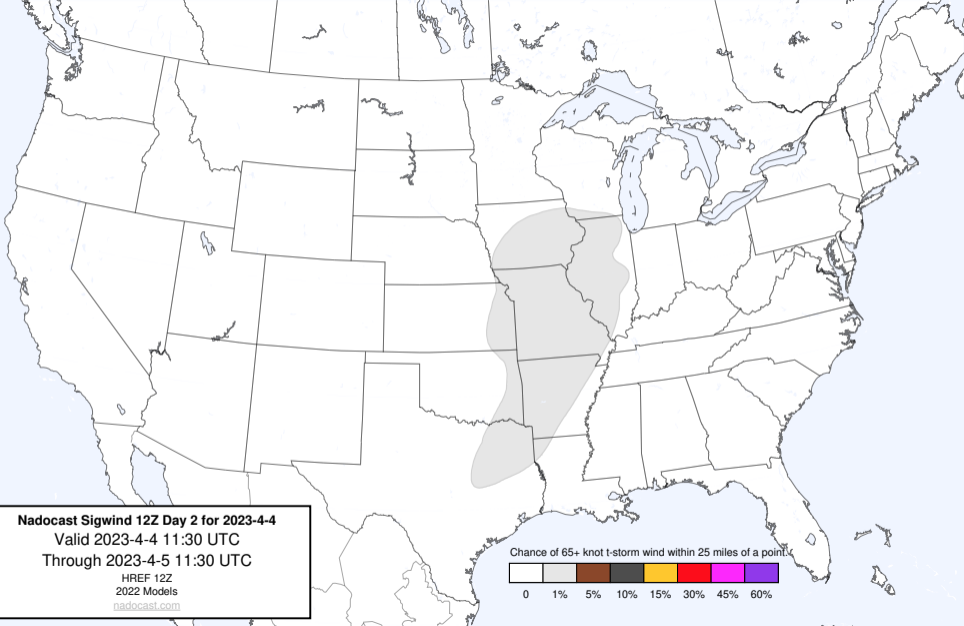 Nadocast Sigwind 12Z Day 2 for 2023-4-4
Valid 2023-4-4 11:30 UTC
Through 2023-4-5 11:30 UTC
HREF 12Z
2022 Models
nadocast.com
Chance of 65+ knot t-storm wind within 25 miles of a point.
0 1% 5% 10% 15% 30% 45% 60%